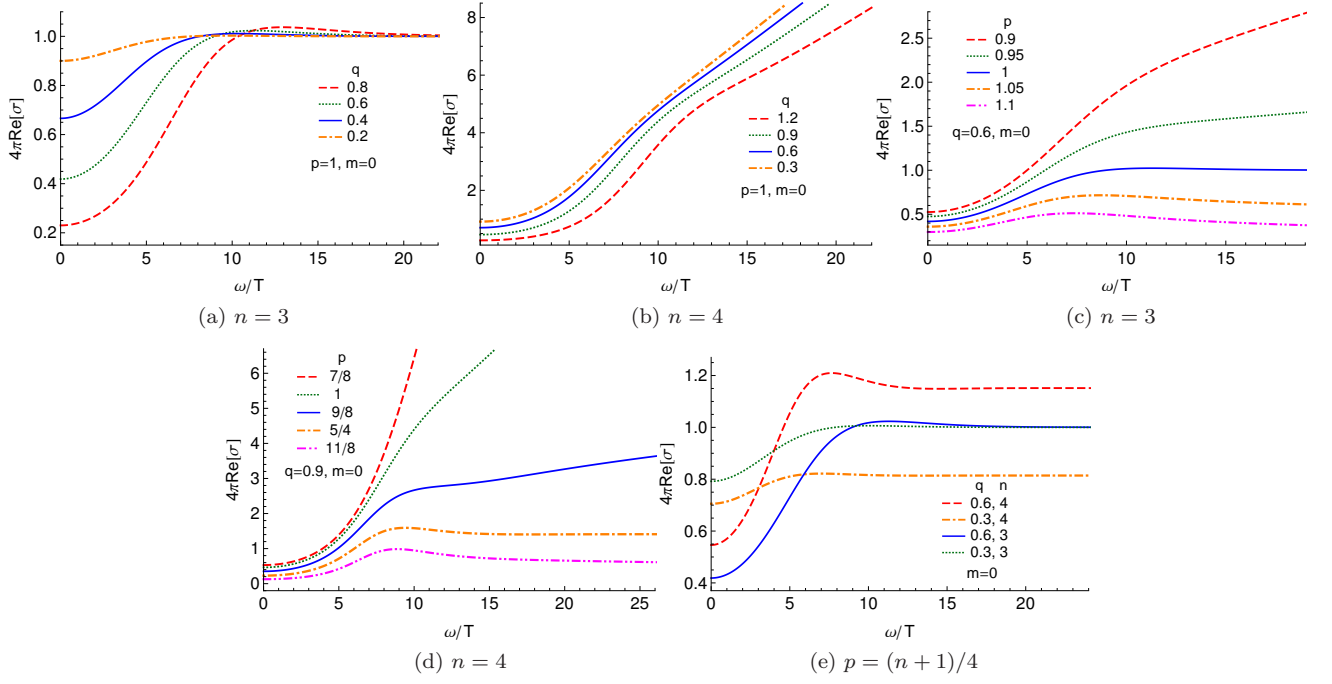 1.0
0.8
0.6
0.4
0.2
4πRe[σ]
q
0.8
0.6
0.4
0.2
p=1, m=0
0 5 10 15 20
ω/T
(a) n = 3
8
6
4
2
4πRe[σ]
q
1.2
0.9
0.6
0.3
p=1, m=0
0 5 10 15 20
ω/T
(b) n = 4
2.5
2.0
1.5
1.0
0.5
4πRe[σ]
p
0.9
0.95
1
1.05
1.1
q=0.6, m=0
0 5 10 15
ω/T
(c) n = 3
6
5
4
3
2
1
0
4πRe[σ]
p
7/8
1
9/8
5/4
11/8
q=0.9, m=0
0 5 10 15 20 25
ω/T
(d) n = 4
1.2
1.0
0.8
0.6
0.4
4πRe[σ]
q n
0.6, 4
0.3, 4
0.6, 3
0.3, 3
m=0
0 5 10 15 20
ω/T
(e) p = (n + 1)/4